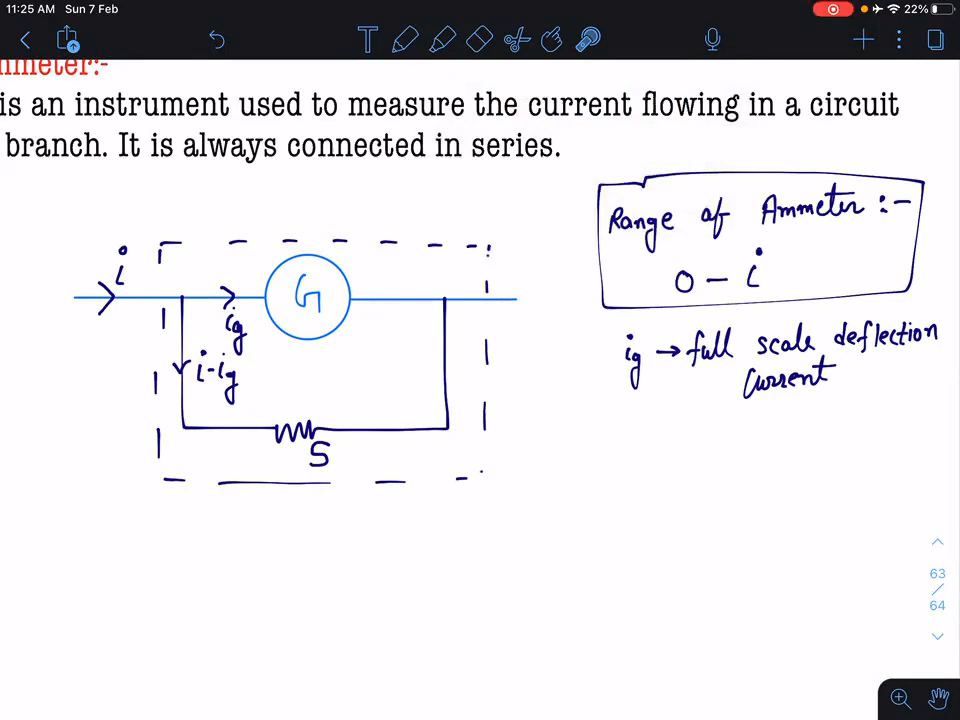 11:25 AM Sun 7 Feb
22%
mmeter:-
is an instrument used to measure the current flowing in a circuit
branch. It is always connected in series.
Range of Ammeter :-
0 - i
i
G
ig
i-ig
S
ig → full scale deflection
current
63
/
64